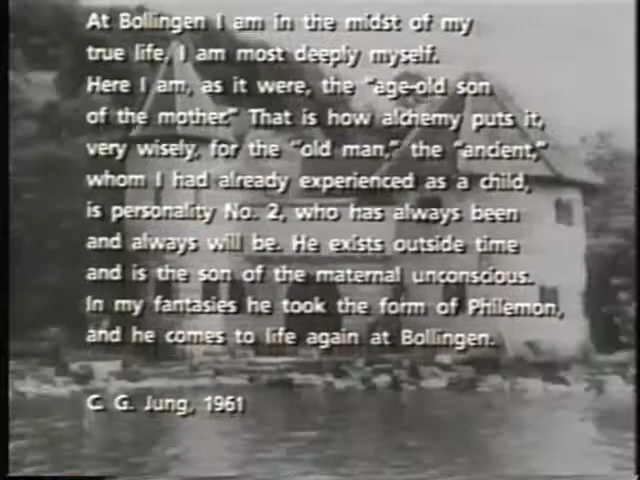 At Bollingen I am in the midst of my
true life, I am most deeply myself.
Here I am, as it were, the "age-old son
of the mother." That is how alchemy puts it,
very wisely, for the "old man," the "ancient,"
whom I had already experienced as a child,
is personality No. 2, who has always been
and always will be. He exists outside time
and is the son of the maternal unconscious.
In my fantasies he took the form of Philemon,
and he comes to life again at Bollingen.
C. G. Jung, 1961